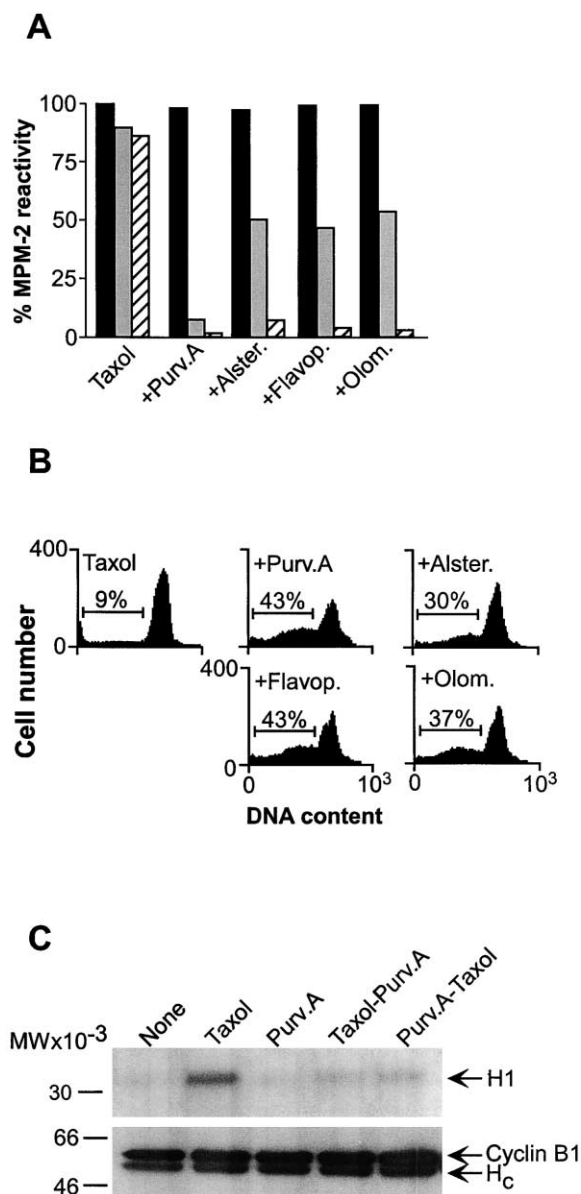 A
% MPM-2 reactivity
100
75
50
25
0
Taxol
+Purv.A
+Alster.
+Flavop.
+Olom.
B
Cell number
400
0
Taxol
9%
+Purv.A
43%
+Alster.
30%
400
0
+Flavop.
43%
0
10³
+Olom.
37%
0
10³
DNA content
C
MWx10⁻³
None
Taxol
Purv.A
Taxol-Purv.A
Purv.A-Taxol
30
H1
66
46
Cyclin B1
Hc